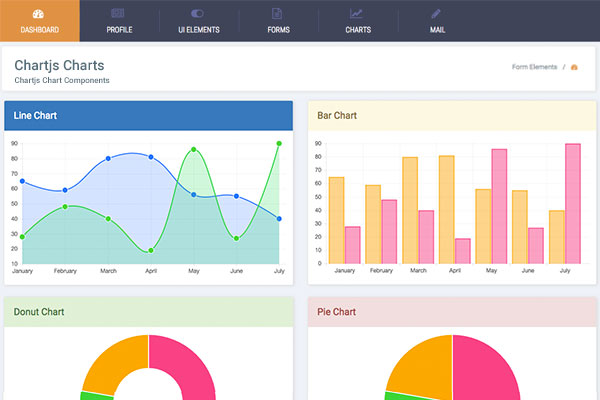 DASHBOARD PROFILE UI ELEMENTS FORMS CHARTS MAIL
Chartjs Charts
Chartjs Chart Components
Form Elements /
Line Chart
90
80
70
60
50
40
30
20
10
January February March April May June July
Bar Chart
90
80
70
60
50
40
30
20
10
0
January February March April May June July
Donut Chart
Pie Chart